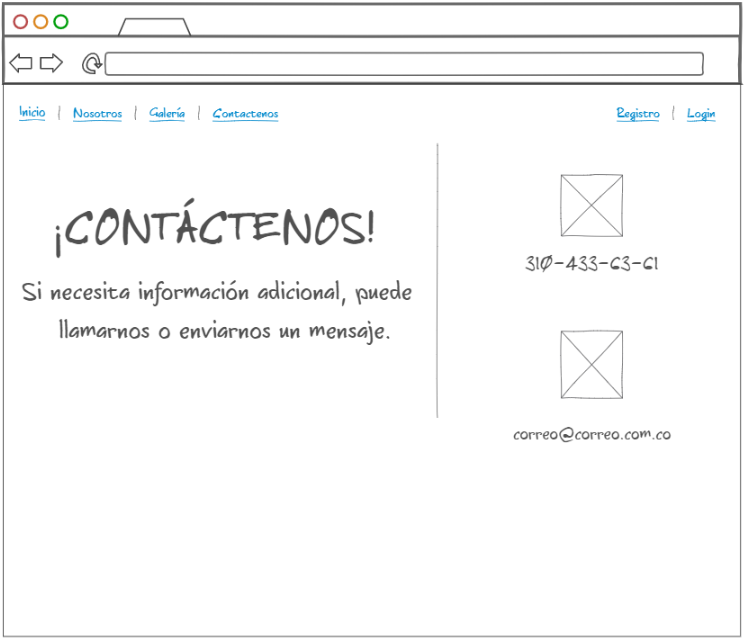 Inicio | Nosotros | Galería | Contactenos Registro | Login
¡CONTÁCTENOS!
Si necesita información adicional, puede
llamarnos o enviarnos un mensaje.
310-433-63-61
correo@correo.com.co